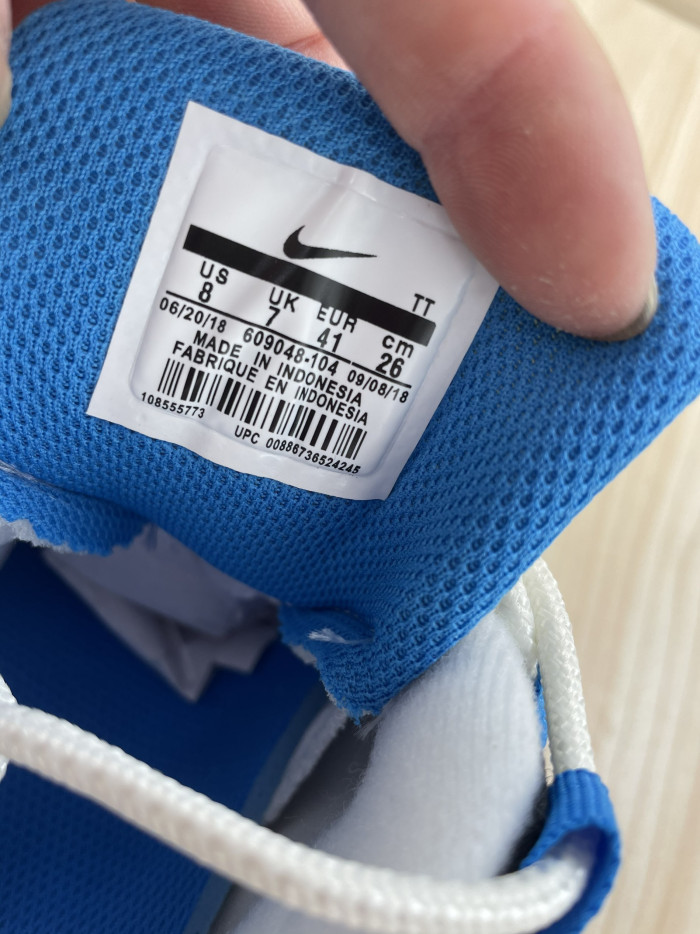 TT
US UK EUR cm
8 7 41 26
06/20/18 609048-104 09/08/18
MADE IN INDONESIA
FABRIQUE EN INDONESIA
108555773
UPC 00886736524245